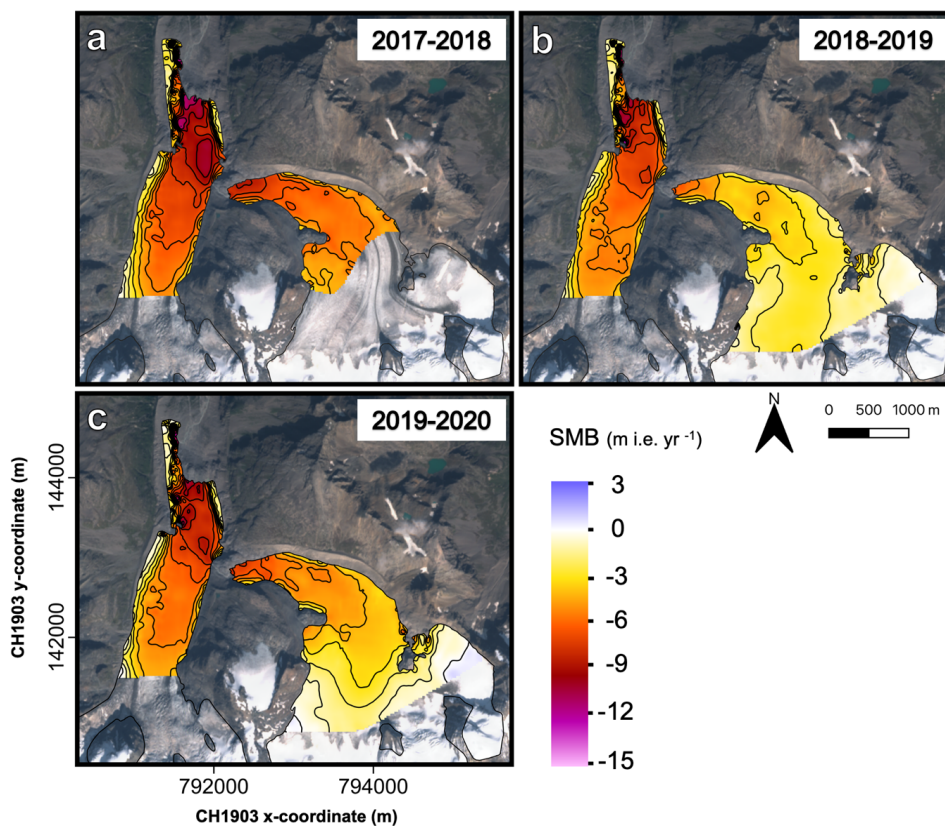 a
2017-2018
b
2018-2019
c
2019-2020
N
0 500 1000 m
SMB (m i.e. yr -1)
3
0
-3
-6
-9
-12
-15
144000
142000
CH1903 y-coordinate (m)
792000 794000
CH1903 x-coordinate (m)